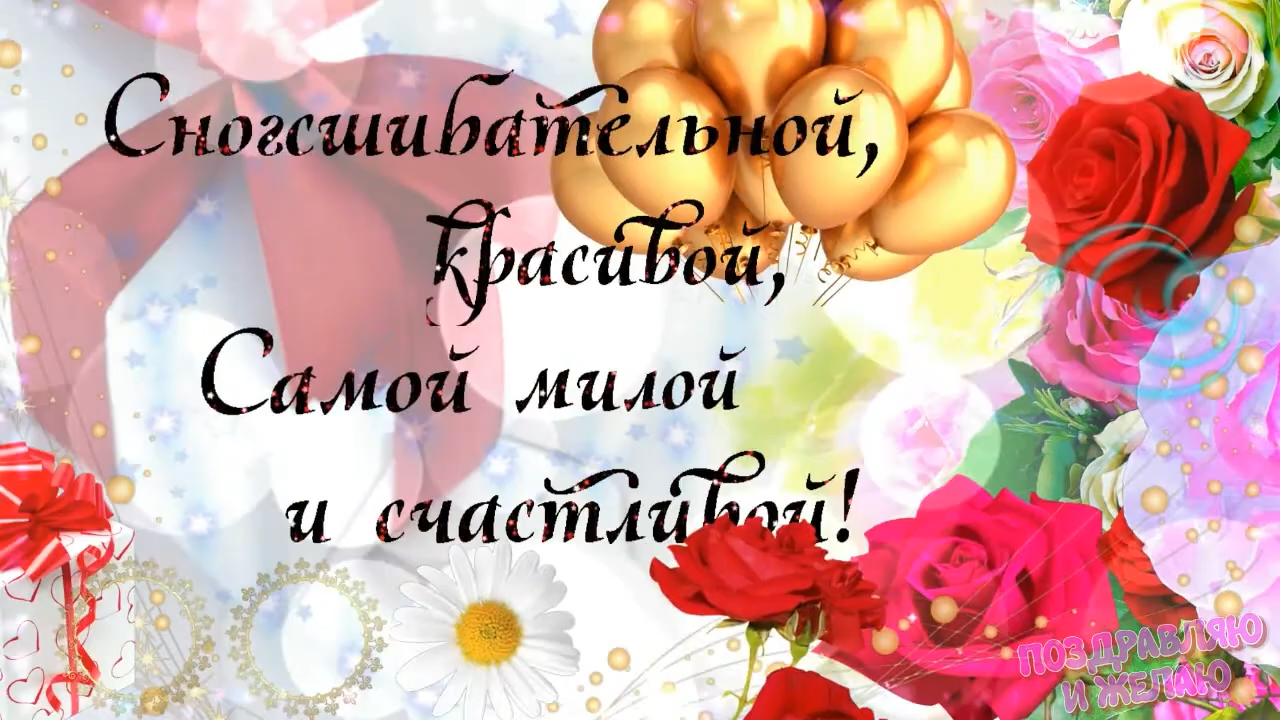 Сногсшибательной,
красивой,
Самой милой
и счастливой!
ПОЗДРАВЛЯЮ
И ЖЕЛАЮ